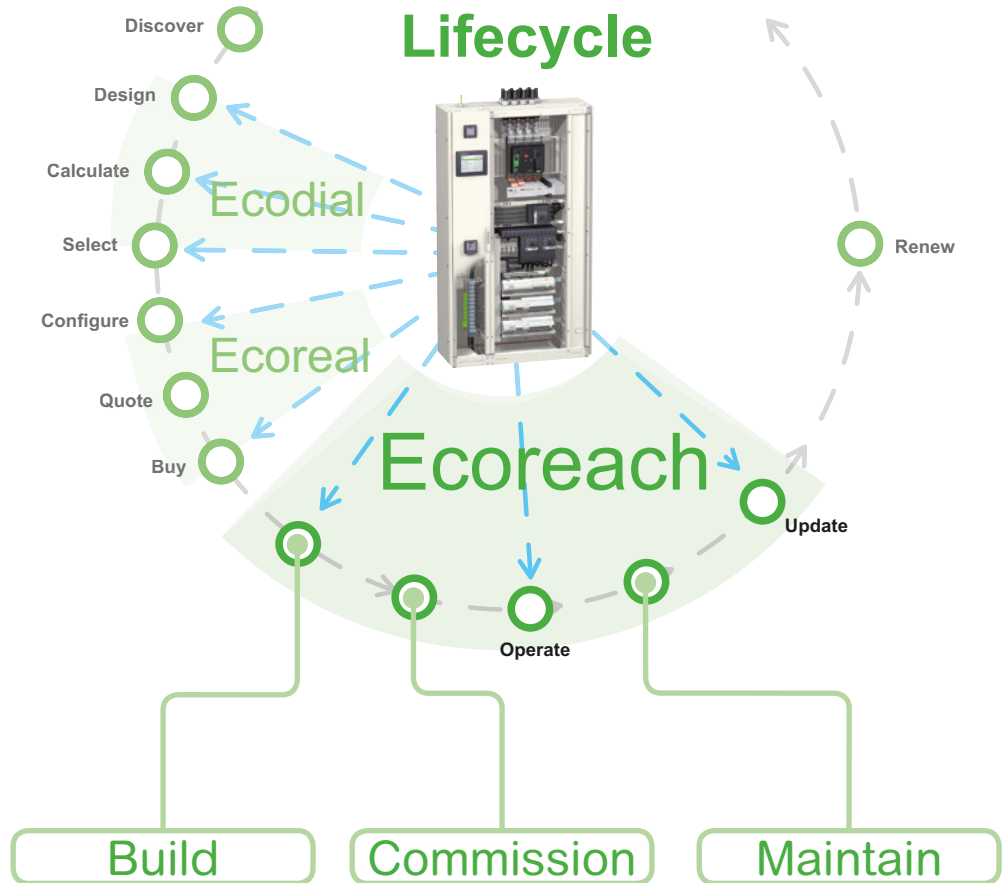 Lifecycle
Discover
Design
Calculate
Ecodial
Select
Renew
Configure
Ecoreal
Quote
Buy
Ecoreach
Update
Operate
Build
Commission
Maintain